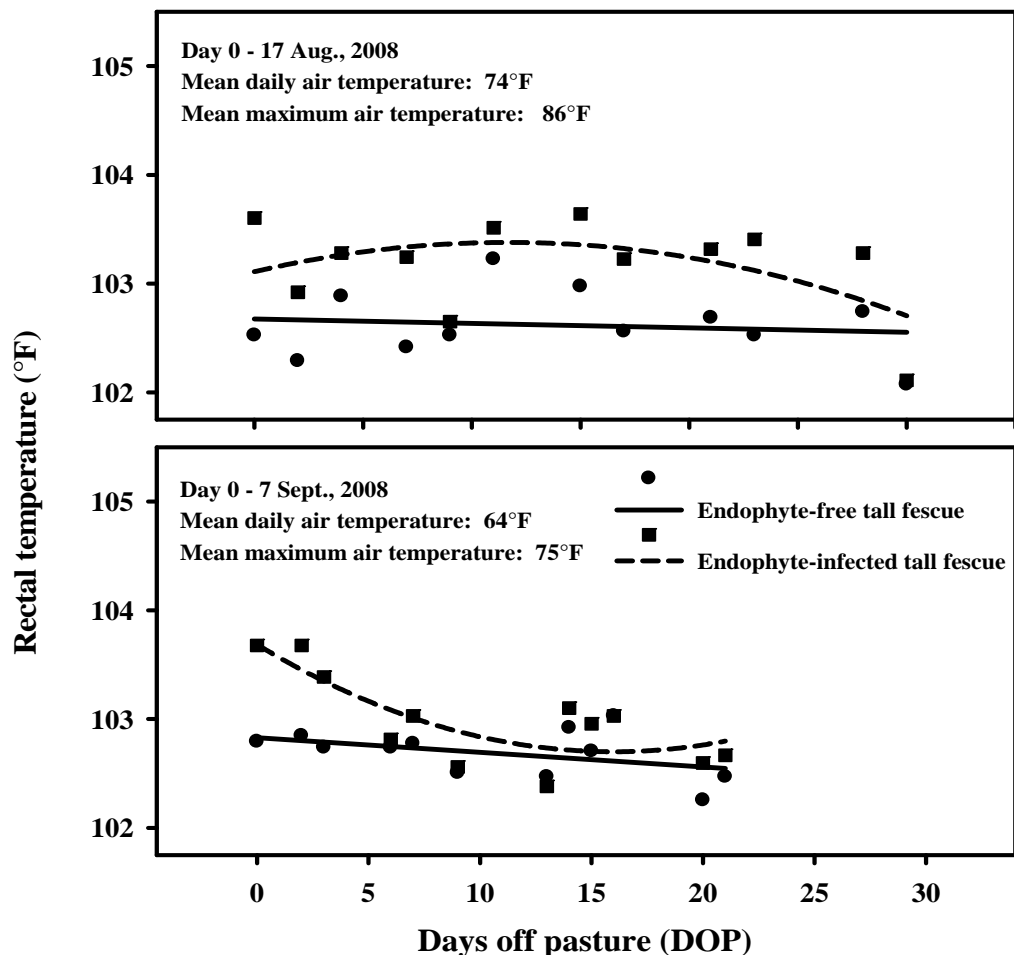 Day 0 - 17 Aug., 2008
Mean daily air temperature: 74°F
Mean maximum air temperature: 86°F
105
104
103
102
Rectal temperature (°F)
Day 0 - 7 Sept., 2008
Mean daily air temperature: 64°F
Mean maximum air temperature: 75°F
Endophyte-free tall fescue
Endophyte-infected tall fescue
105
104
103
102
0 5 10 15 20 25 30
Days off pasture (DOP)